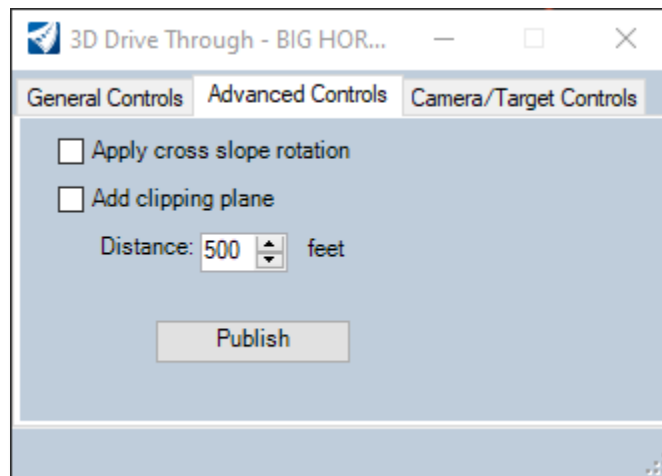 3D Drive Through - BIG HOR...
General Controls Advanced Controls Camera/Target Controls
Apply cross slope rotation
Add clipping plane
Distance: 500 feet
Publish